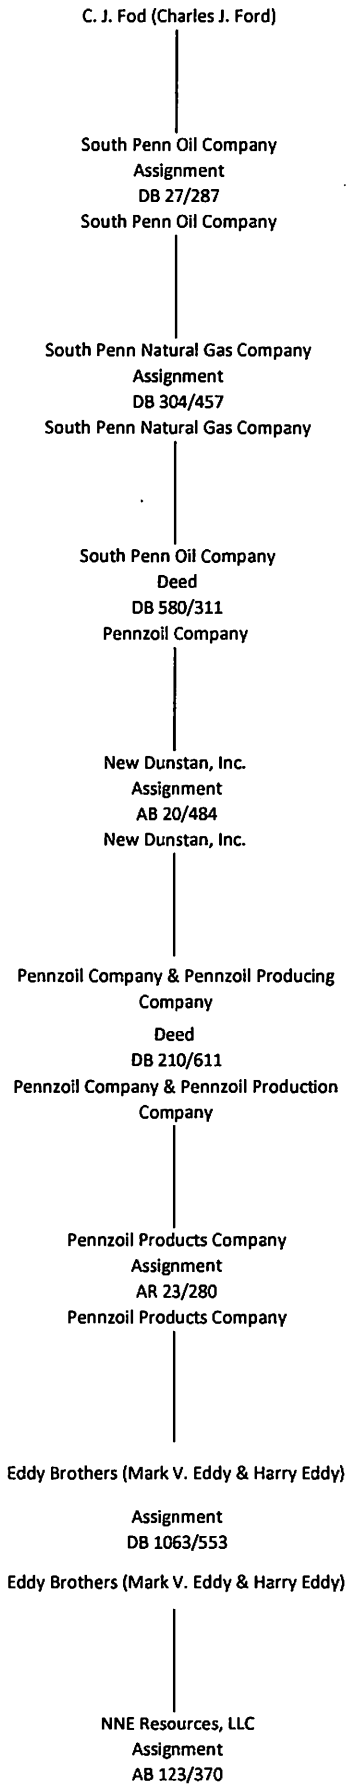 C. J. Fod (Charles J. Ford)
South Penn Oil Company
Assignment
DB 27/287
South Penn Oil Company
South Penn Natural Gas Company
Assignment
DB 304/457
South Penn Natural Gas Company
South Penn Oil Company
Deed
DB 580/311
Pennzoil Company
New Dunstan, Inc.
Assignment
AB 20/484
New Dunstan, Inc.
Pennzoil Company & Pennzoil Producing
Company
Deed
DB 210/611
Pennzoil Company & Pennzoil Production
Company
Pennzoil Products Company
Assignment
AR 23/280
Pennzoil Products Company
Eddy Brothers (Mark V. Eddy & Harry Eddy)
Assignment
DB 1063/553
Eddy Brothers (Mark V. Eddy & Harry Eddy)
NNE Resources, LLC
Assignment
AB 123/370